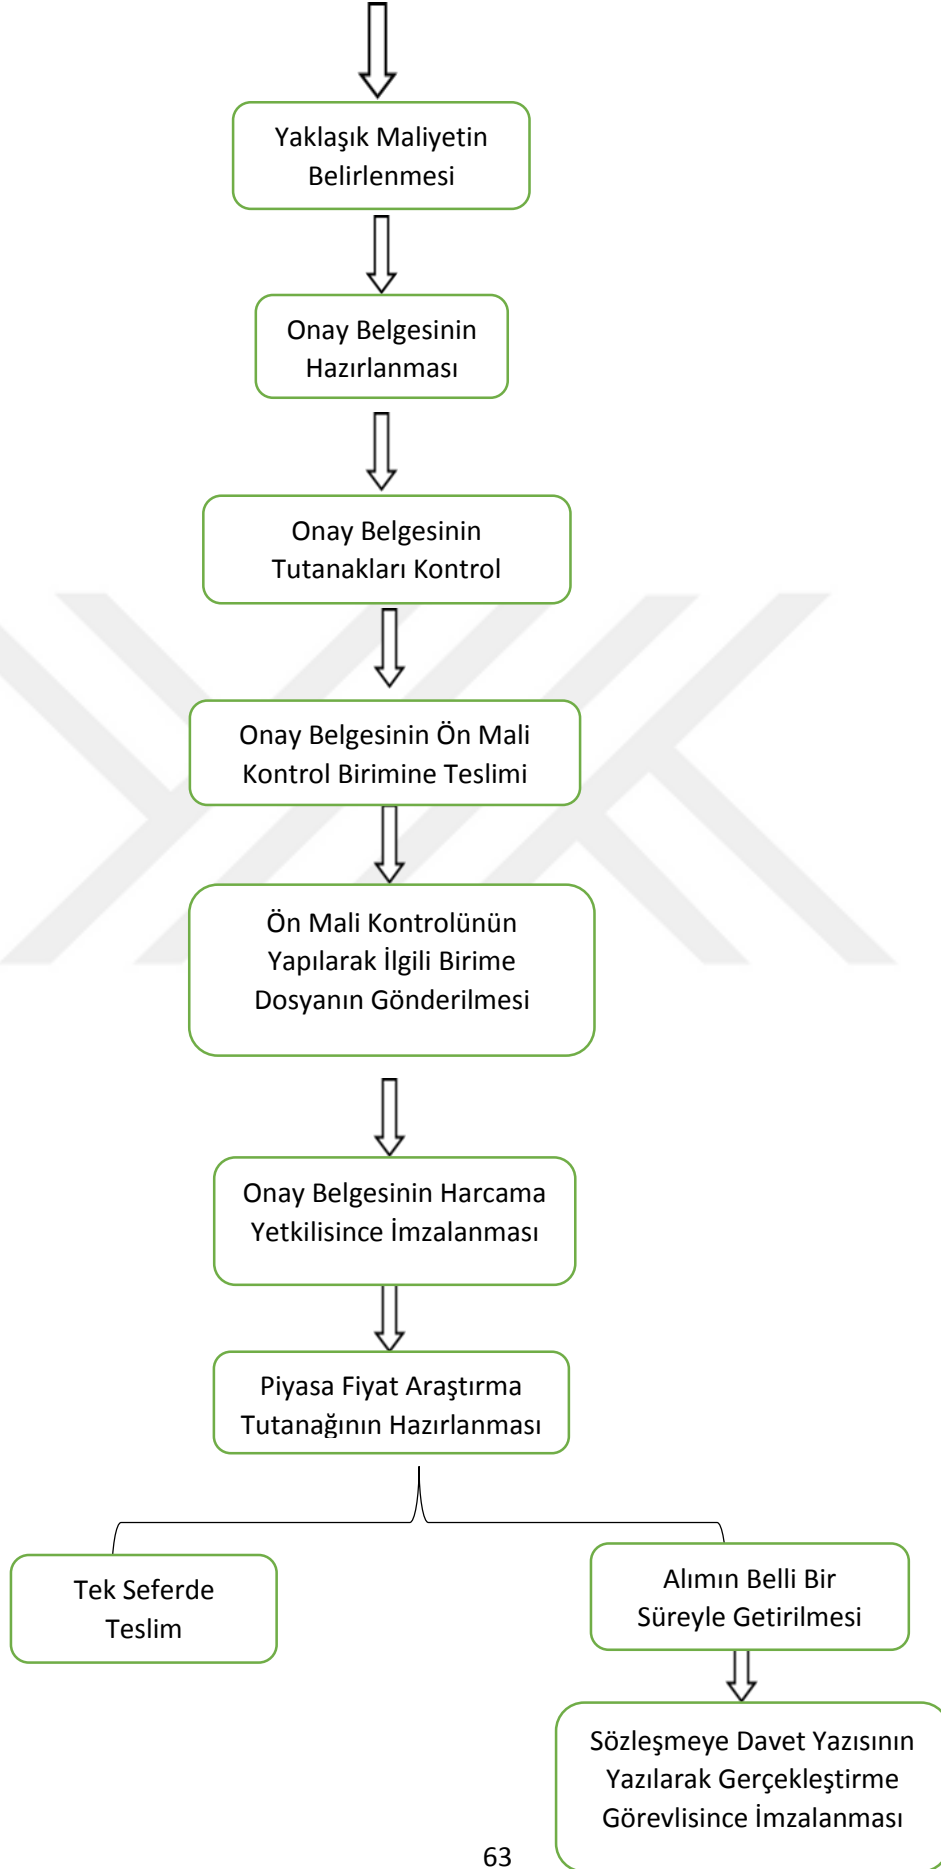 Yaklaşık Maliyetin
Belirlenmesi
Onay Belgesinin
Hazırlanması
Onay Belgesinin
Tutanakları Kontrol
Onay Belgesinin Ön Mali
Kontrol Birimine Teslimi
Ön Mali Kontrolünün
Yapılarak İlgili Birime
Dosyanın Gönderilmesi
Onay Belgesinin Harcama
Yetkilisince İmzalanması
Piyasa Fiyat Araştırma
Tutanağının Hazırlanması
Tek Seferde
Teslim
Alımın Belli Bir
Süreyle Getirilmesi
Sözleşmeye Davet Yazısının
Yazılarak Gerçekleştirme
Görevlisince İmzalanması
63